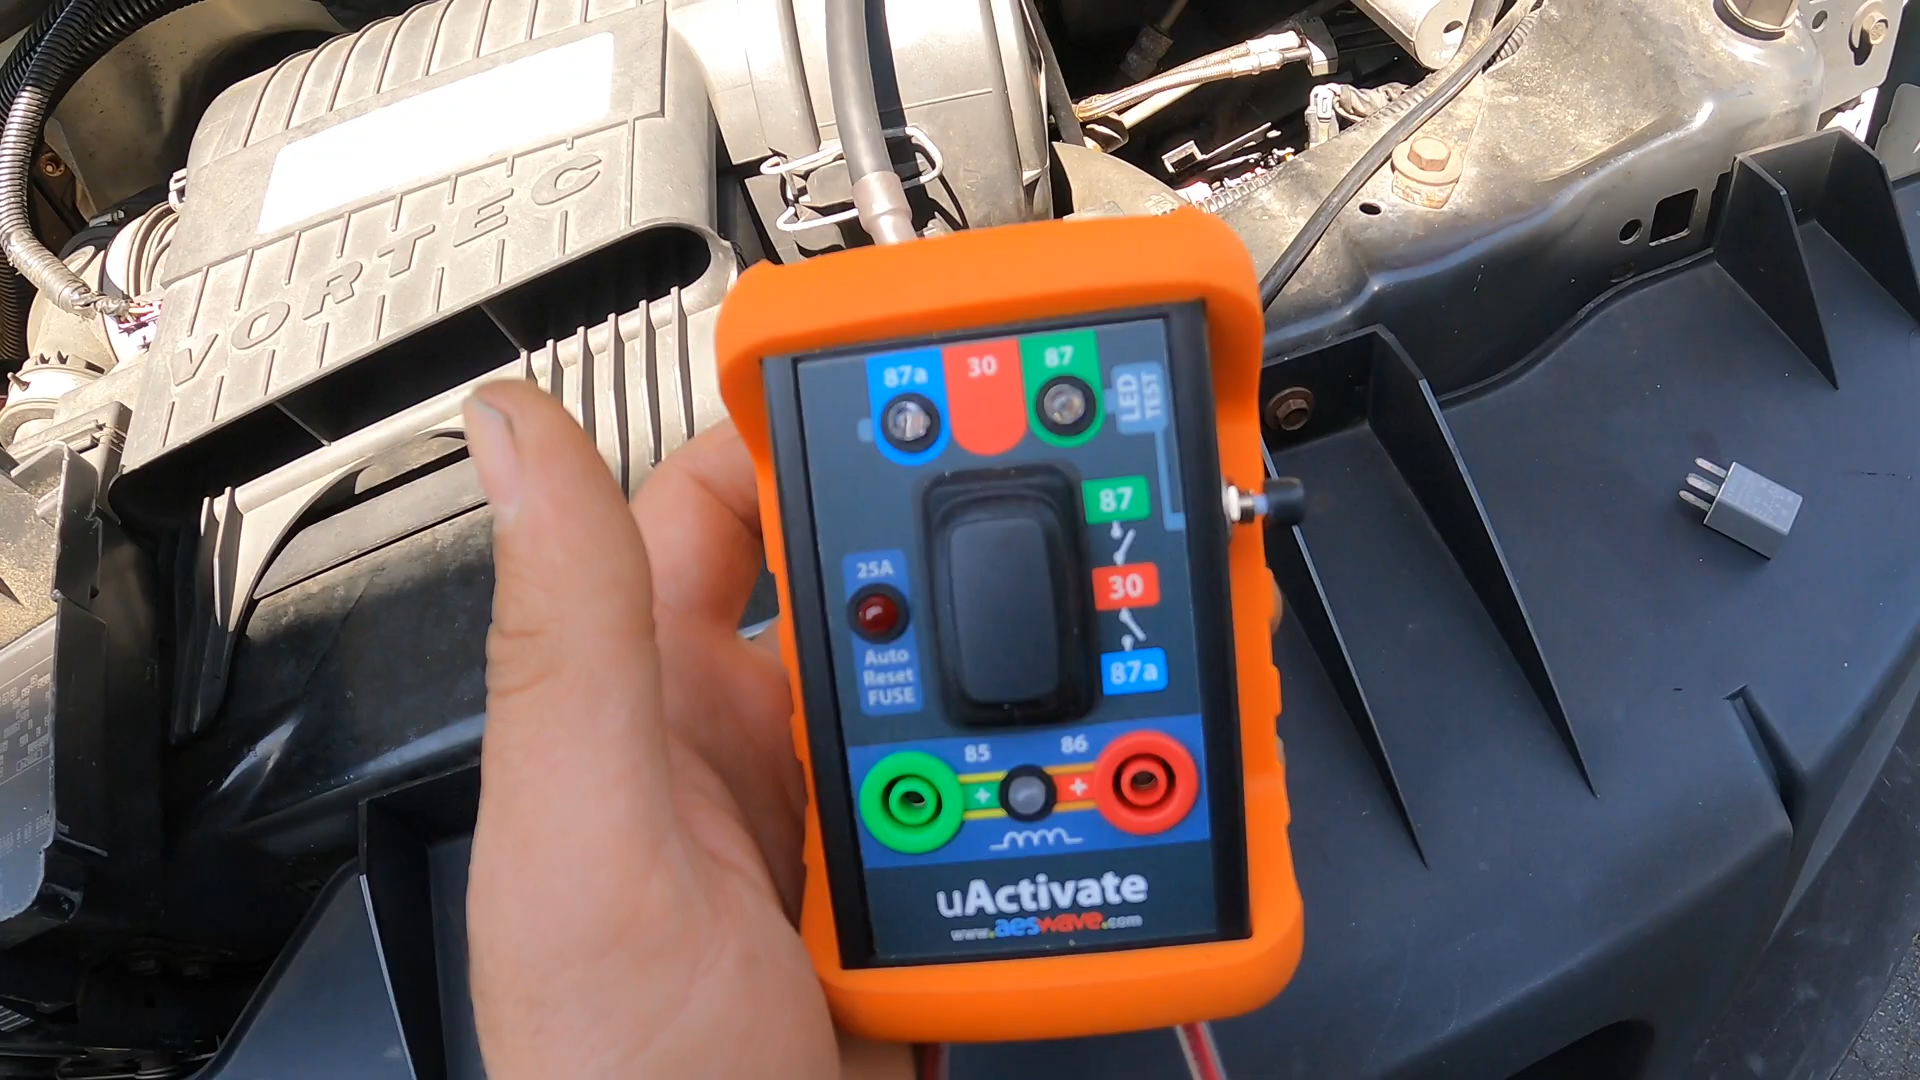 VORTEC
87a
30
87
LED
TEST
87
30
87a
25A
Auto
Reset
FUSE
85
86
+
+
uActivate
www.aeswave.com